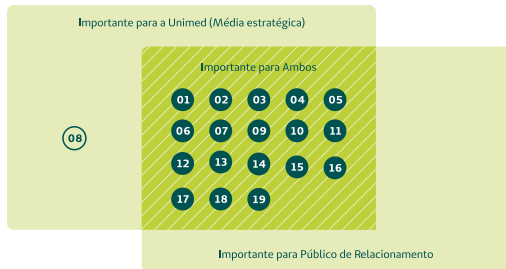 Importante para a Unimed (Média estratégica)
Importante para Ambos
01 02 03 04 05
06 07 09 10 11
08
12 13 14 15 16
17 18 19
Importante para Público de Relacionamento